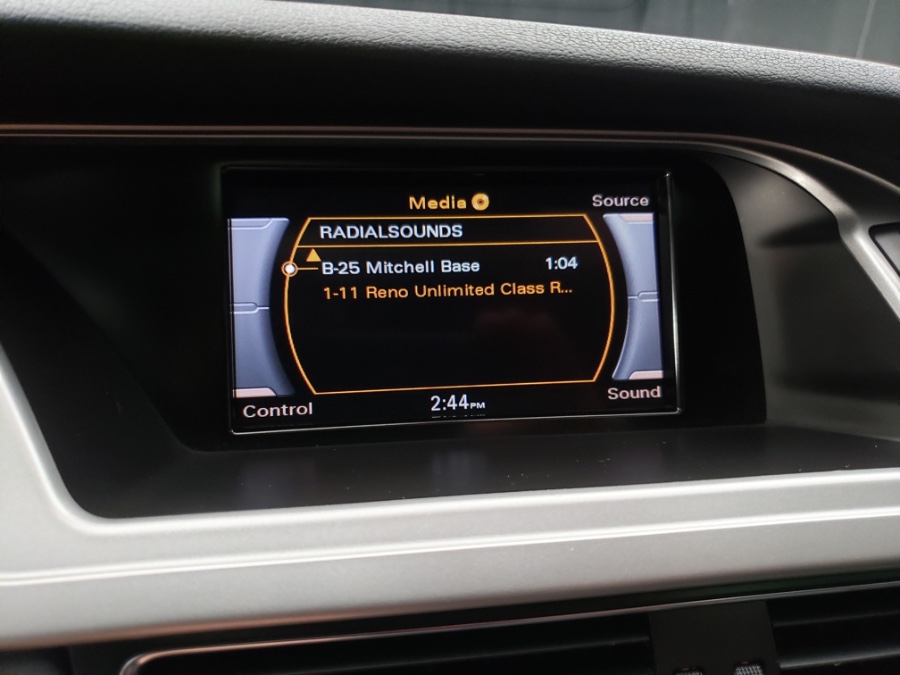 Media Source
RADIALSOUNDS
B-25 Mitchell Base 1:04
1-11 Reno Unlimited Class R...
Control 2:44PM Sound